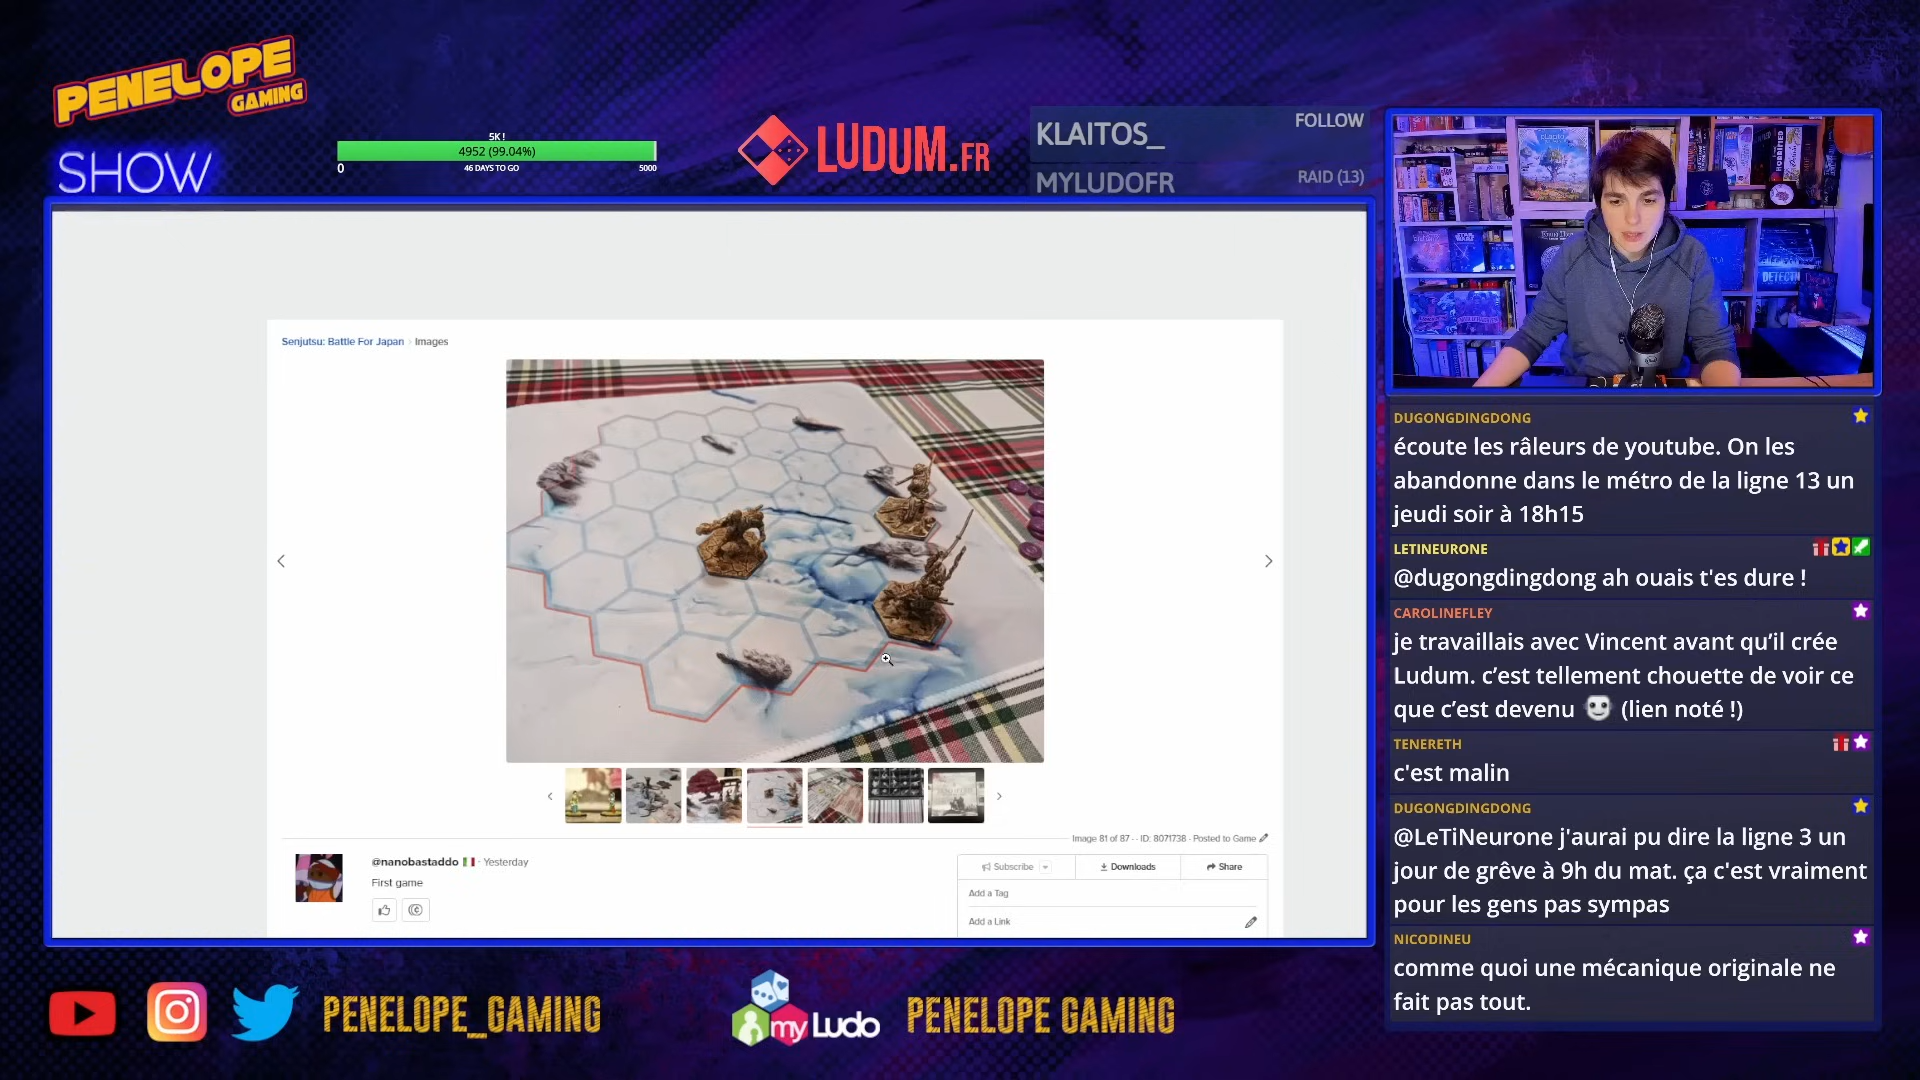 PENELOPE
GAMING
SHOW
5K !
4952 (99.04%)
0
46 DAYS TO GO
5000
LUDUM.FR
KLAITOS_
FOLLOW
MYLUDOFR
RAID (13)
Senjutsu: Battle For Japan › Images
Image 81 of 87 - - ID: 8071738 - Posted to Game
@nanobastaddo
- Yesterday
First game
Subscribe
Downloads
Share
Add a Tag
Add a Link
DUGONGDINGDONG
écoute les râleurs de youtube. On les
abandonne dans le métro de la ligne 13 un
jeudi soir à 18h15
LETINEURONE
@dugongdingdong ah ouais t'es dure !
CAROLINEFLEY
je travaillais avec Vincent avant qu’il crée
Ludum. c’est tellement chouette de voir ce
que c’est devenu (lien noté !)
TENERETH
c'est malin
DUGONGDINGDONG
@LeTiNeurone j'aurai pu dire la ligne 3 un
jour de grêve à 9h du mat. ça c'est vraiment
pour les gens pas sympas
NICODINEU
comme quoi une mécanique originale ne
fait pas tout.
PENELOPE_GAMING
my Ludo
PENELOPE GAMING